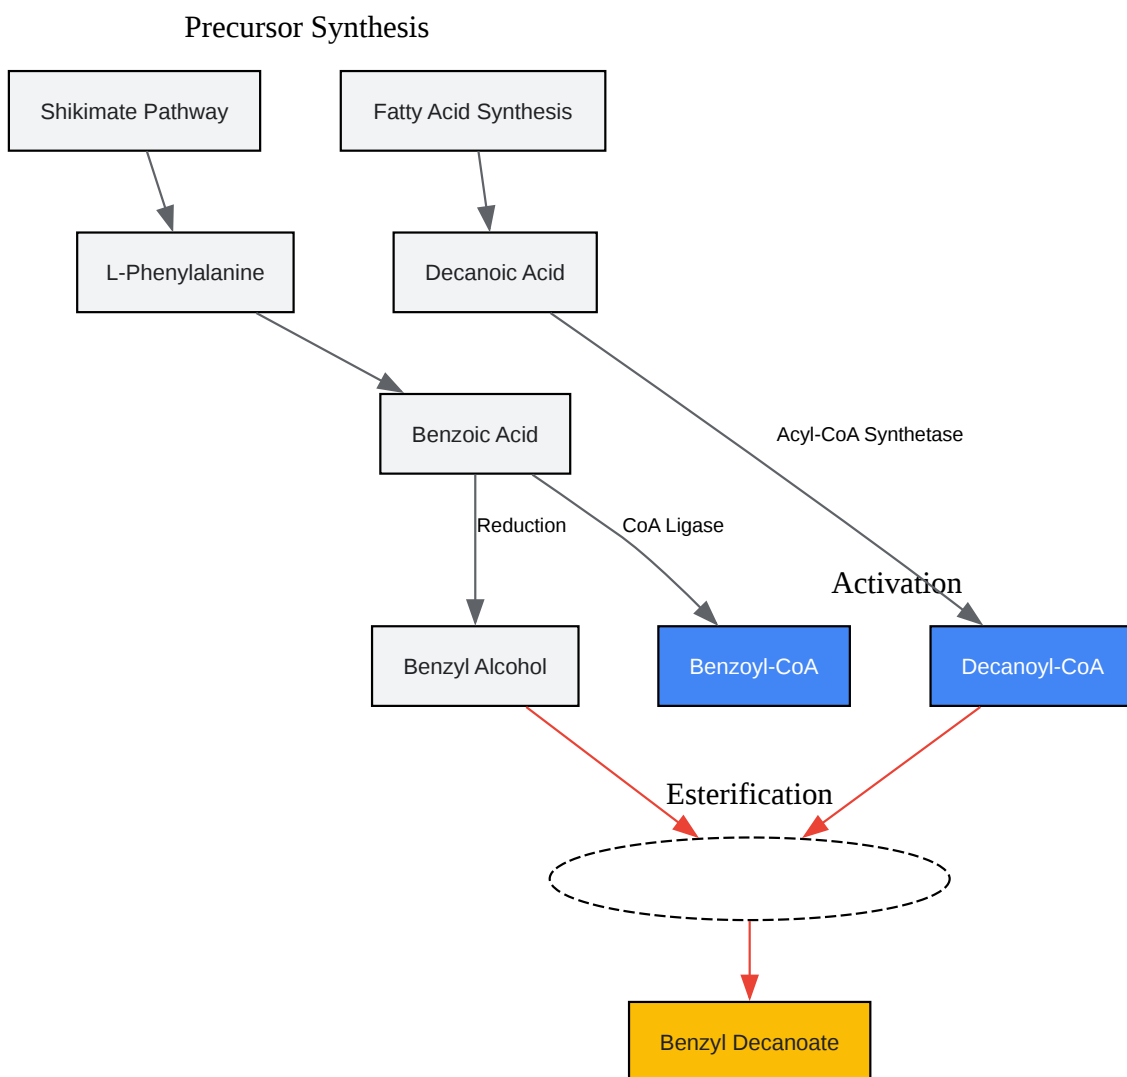 Precursor Synthesis
Shikimate Pathway
Fatty Acid Synthesis
L-Phenylalanine
Decanoic Acid
Benzoic Acid
Acyl-CoA Synthetase
Reduction
CoA Ligase
Activation
Benzyl Alcohol
Benzoyl-CoA
Decanoyl-CoA
Esterification
Benzyl Decanoate